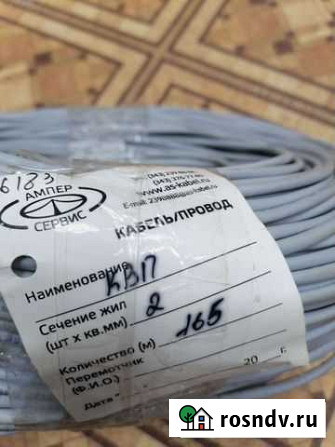 6183
АМПЕР
СЕРВИС
www.as-kabel.ru
КАБЕЛЬ/ПРОВОД
Наименование КВП
Сечение жил 2
(шт х кв.мм)
Количество (м) 165
Перемотчик
(Ф.И.О.)
Дата 20 г.
rosndv.ru